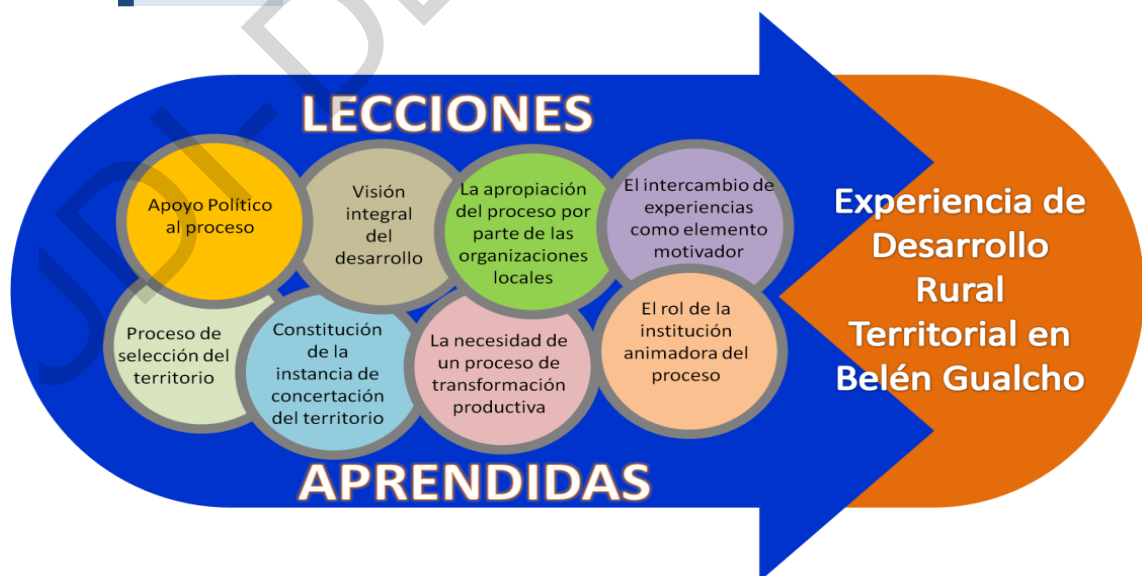 LECCIONES
Apoyo Político
al proceso
Visión
integral
del
desarrollo
La apropiación
del proceso por
parte de las
organizaciones
locales
El intercambio de
experiencias
como elemento
motivador
Proceso de
selección del
territorio
Constitución
de la
instancia de
concertación
del territorio
La necesidad de
un proceso de
transformación
productiva
El rol de la
institución
animadora del
proceso
APRENDIDAS
Experiencia de
Desarrollo
Rural
Territorial en
Belén Gualcho